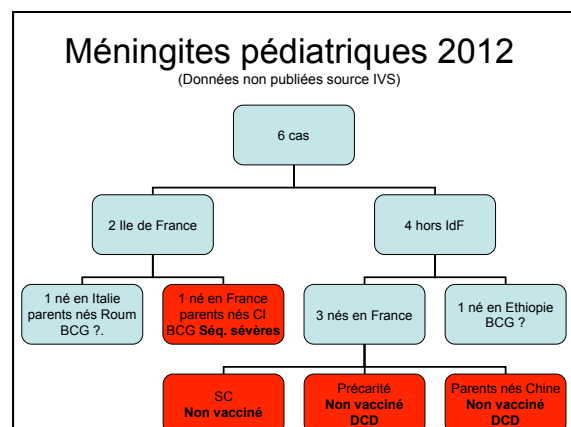 Méningites pédiatriques 2012
(Données non publiées source IVS)
6 cas
2 Ile de France
4 hors IdF
1 né en Italie
parents nés Roum
BCG ?.
1 né en France
parents nés CI
BCG Séq. sévères
3 nés en France
1 né en Ethiopie
BCG ?
SC
Non vacciné
Précarité
Non vacciné
DCD
Parents nés Chine
Non vacciné
DCD